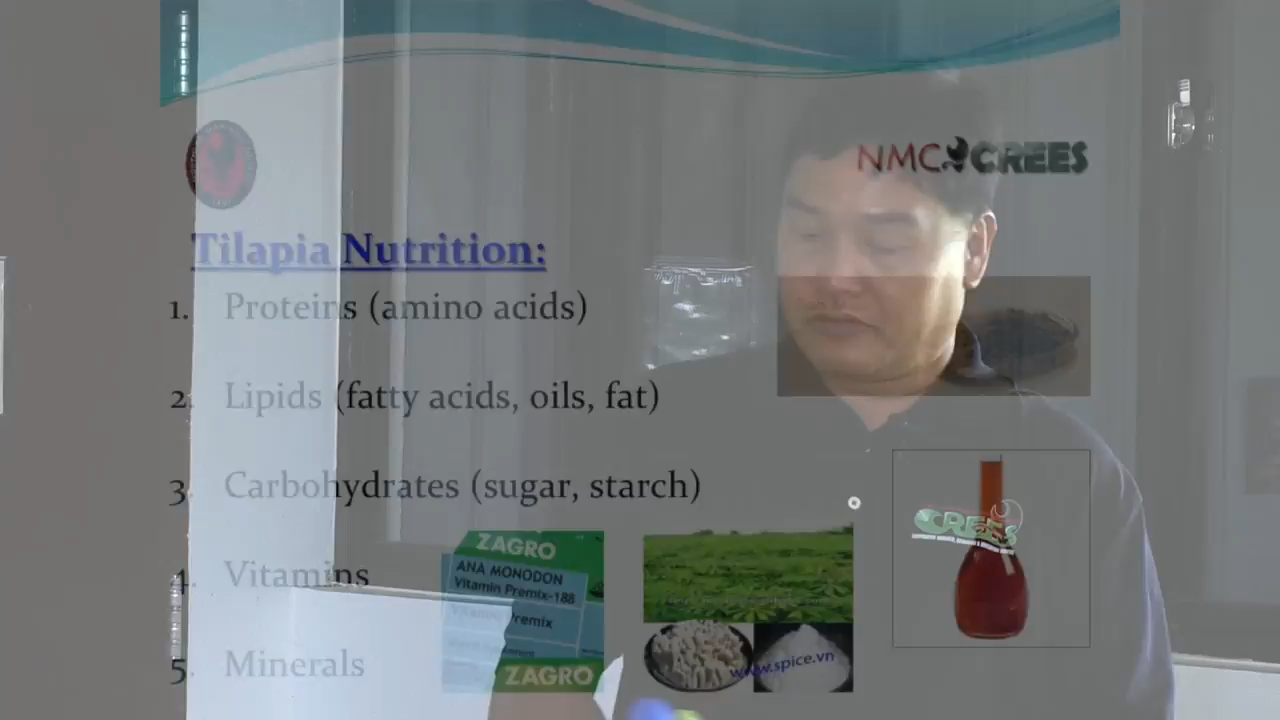 NMC CREES
Tilapia Nutrition:
1. Proteins (amino acids)
2. Lipids (fatty acids, oils, fat)
3. Carbohydrates (sugar, starch)
4. Vitamins
5. Minerals
ZAGRO
ANA MONODON
Vitamin Premix-188
Premix
ZAGRO
www.spice.vn
CREES